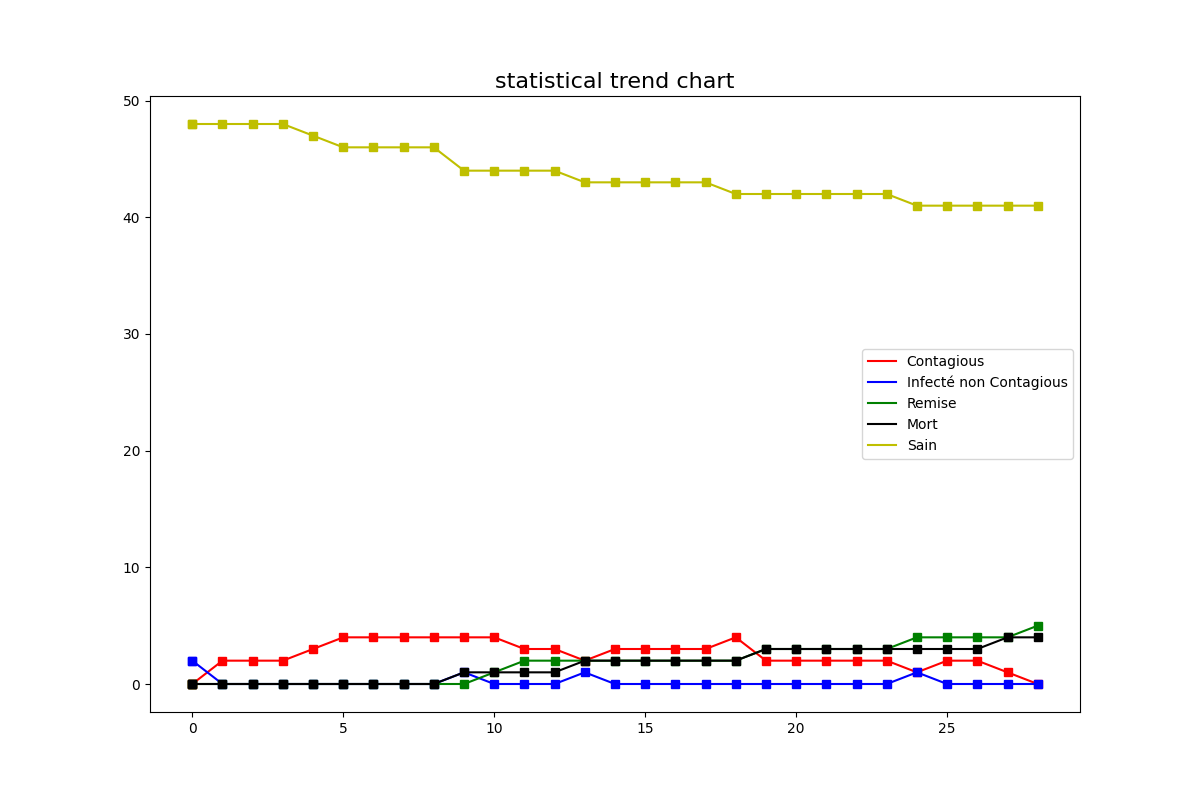 statistical trend chart
50
40
30
20
10
0
Contagious
Infecté non Contagious
Remise
Mort
Sain
0 5 10 15 20 25